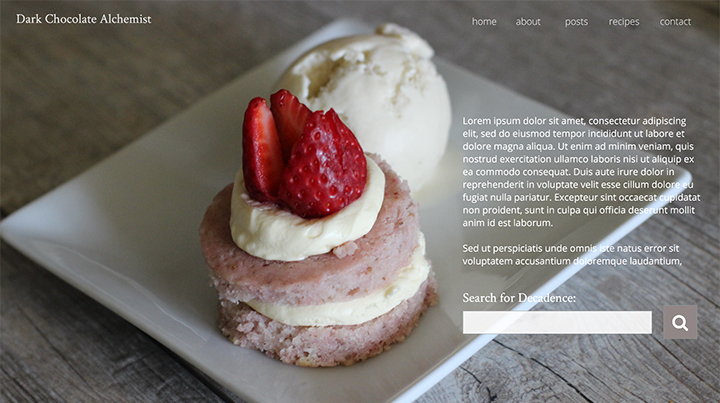 Dark Chocolate Alchemist
home about posts recipes contact
Lorem ipsum dolor sit amet, consectetur adipiscing
elit, sed do eiusmod tempor incididunt ut labore et
dolore magna aliqua. Ut enim ad minim veniam, quis
nostrud exercitation ullamco laboris nisi ut aliquip ex
ea commodo consequat. Duis aute irure dolor in
reprehenderit in voluptate velit esse cillum dolore eu
fugiat nulla pariatur. Excepteur sint occaecat cupidatat
non proident, sunt in culpa qui officia deserunt mollit
anim id est laborum.
Sed ut perspiciatis unde omnis iste natus error sit
voluptatem accusantium doloremque laudantium,
Search for Decadence: